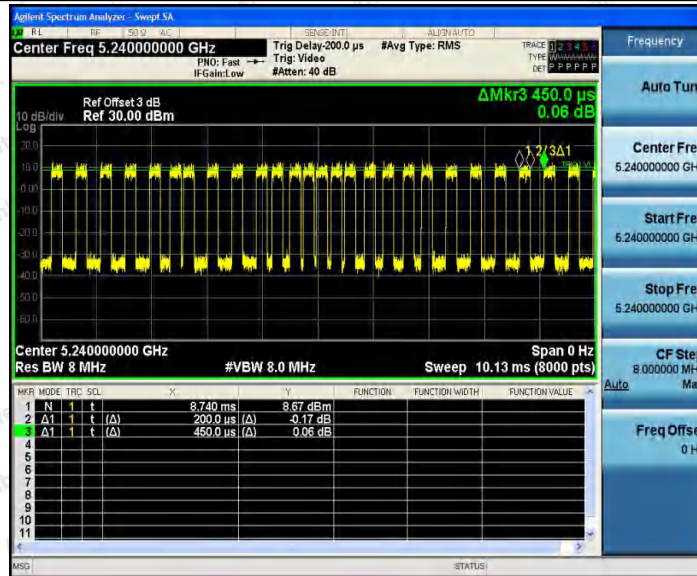 Agilent Spectrum Analyzer - Swept SA
RL RF 50 Ω AC SENSE:INT ALIGN AUTO
Center Freq 5.240000000 GHz
PNO: Fast
IFGain:Low
Trig Delay-200.0 µs
Trig: Video
#Atten: 40 dB
#Avg Type: RMS
TRACE 1 2 3 4 5 6
TYPE
DET P P P P P P
Ref Offset 3 dB
Ref 30.00 dBm
10 dB/div
Log
ΔMkr3 450.0 µs
0.06 dB
20.0
10.0
0.00
-10.0
-20.0
-30.0
-40.0
-50.0
-60.0
1 2/3Δ1
Center 5.240000000 GHz
Span 0 Hz
Res BW 8 MHz
#VBW 8.0 MHz
Sweep 10.13 ms (8000 pts)
MKR MODE TRC SCL X Y FUNCTION FUNCTION WIDTH FUNCTION VALUE
1 N 1 t 8.740 ms 8.67 dBm
2 Δ1 1 t (Δ) 200.0 µs (Δ) -0.17 dB
3 Δ1 1 t (Δ) 450.0 µs (Δ) 0.06 dB
4
5
6
7
8
9
10
11
MSG
STATUS
Frequency
Auto Tun
Center Fre
5.240000000 GH
Start Fre
5.240000000 GH
Stop Fre
5.240000000 GH
CF Ste
8.000000 MH
Auto Ma
Freq Offse
0 H